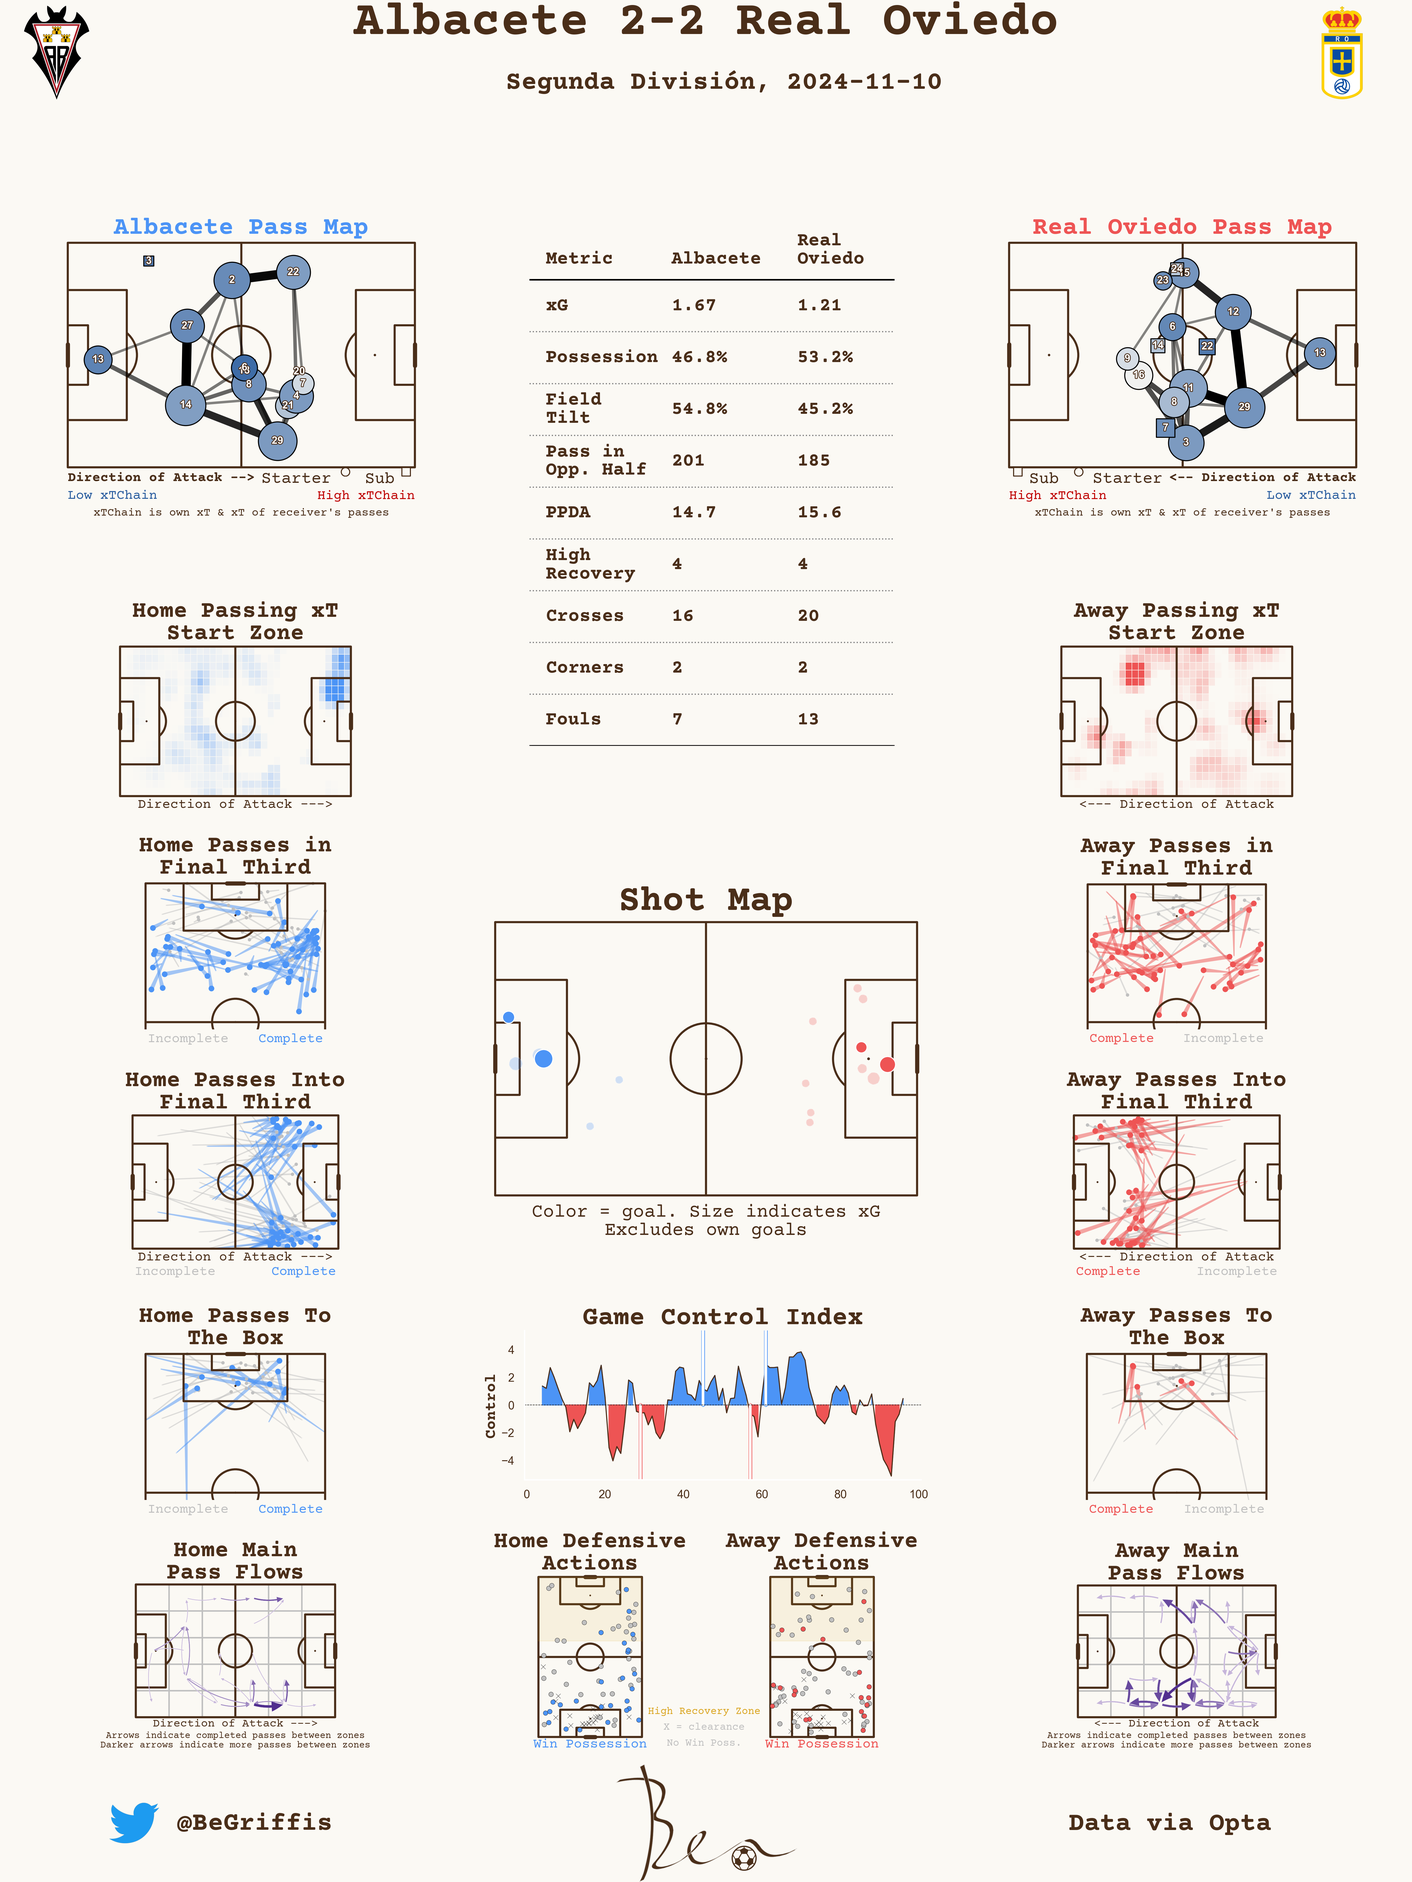 Albacete 2-2 Real Oviedo
Segunda División, 2024-11-10
R O
Albacete Pass Map
3
2
22
27
13
6
8
20
7
4
21
14
29
Direction of Attack --> Starter Sub
Low xTChain High xTChain
xTChain is own xT & xT of receiver's passes
Metric Albacete Real Oviedo
xG 1.67 1.21
Possession 46.8% 53.2%
Field Tilt 54.8% 45.2%
Pass in Opp. Half 201 185
PPDA 14.7 15.6
High Recovery 4 4
Crosses 16 20
Corners 2 2
Fouls 7 13
Real Oviedo Pass Map
24
15
23
12
6
14
22
9
16
13
11
8
29
7
3
Sub Starter <-- Direction of Attack
High xTChain Low xTChain
xTChain is own xT & xT of receiver's passes
Home Passing xT
Start Zone
Direction of Attack --->
Away Passing xT
Start Zone
<--- Direction of Attack
Home Passes in
Final Third
Incomplete Complete
Away Passes in
Final Third
Complete Incomplete
Shot Map
Color = goal. Size indicates xG
Excludes own goals
Home Passes Into
Final Third
Direction of Attack --->
Incomplete Complete
Away Passes Into
Final Third
<--- Direction of Attack
Complete Incomplete
Home Passes To
The Box
Incomplete Complete
Game Control Index
Control
4
2
0
−2
−4
0 20 40 60 80 100
Away Passes To
The Box
Complete Incomplete
Home Main
Pass Flows
Direction of Attack --->
Arrows indicate completed passes between zones
Darker arrows indicate more passes between zones
Home Defensive
Actions
Win Possession
Away Defensive
Actions
Win Possession
High Recovery Zone
X = clearance
No Win Poss.
Away Main
Pass Flows
<--- Direction of Attack
Arrows indicate completed passes between zones
Darker arrows indicate more passes between zones
@BeGriffis
Ben
Data via Opta